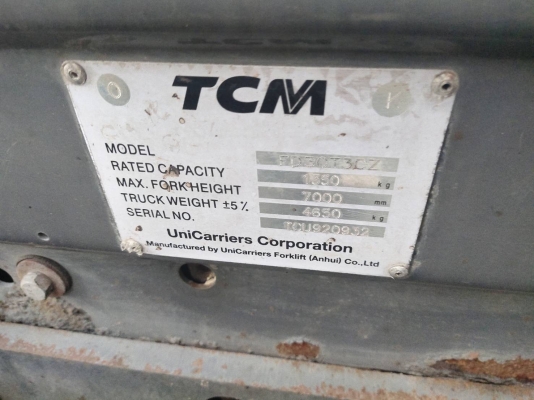 TCM
MODEL
RATED CAPACITY kg
MAX. FORK HEIGHT 7000 mm
TRUCK WEIGHT ±5% 4650 kg
SERIAL NO.
UniCarriers Corporation
Manufactured by UniCarriers Forklift (Anhui) Co.,Ltd